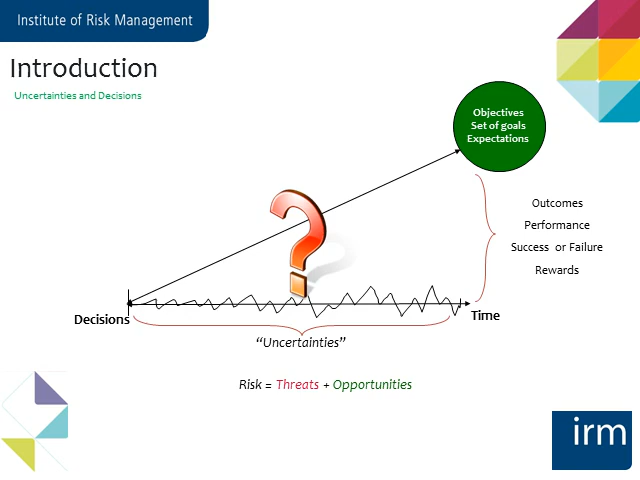 Institute of Risk Management
Introduction
Uncertainties and Decisions
Objectives
Set of goals
Expectations
Outcomes
Performance
Success or Failure
Rewards
Decisions
Time
“Uncertainties”
Risk = Threats + Opportunities
irm